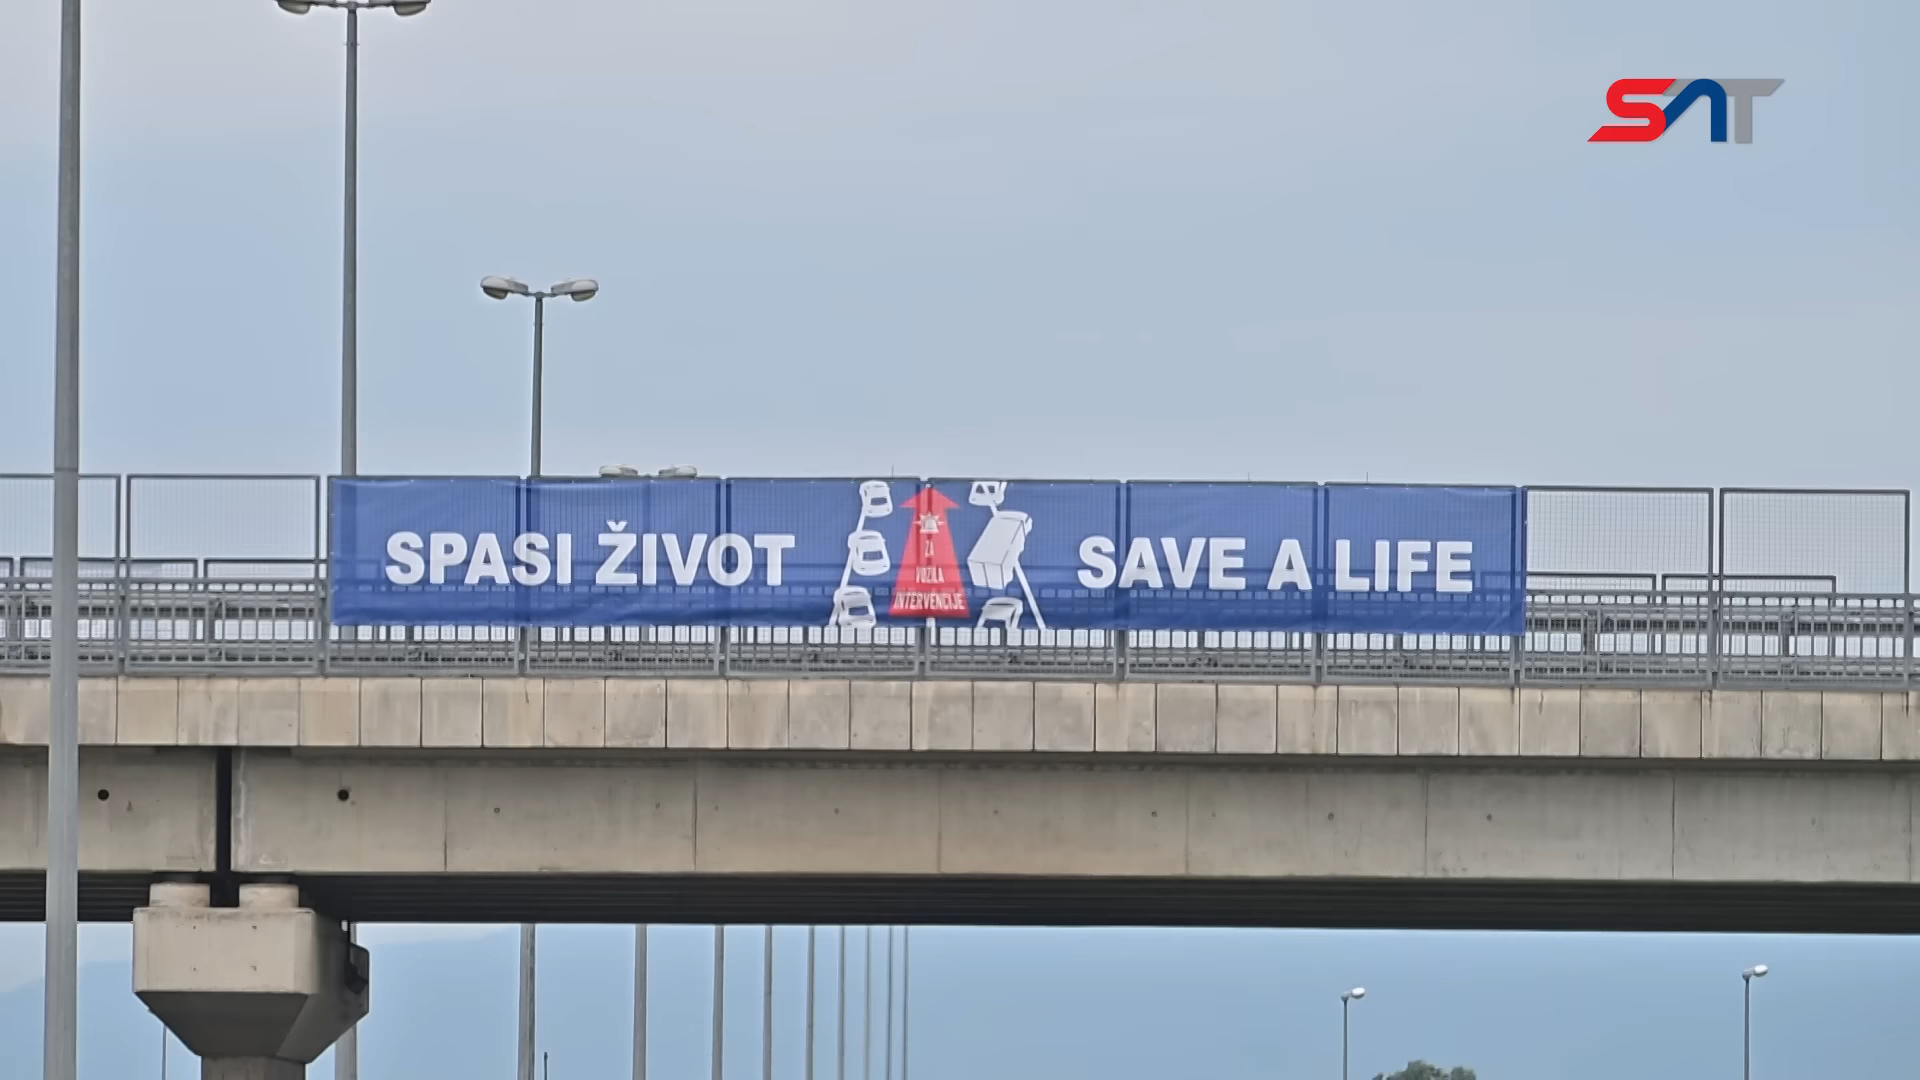 SAT
SPASI ŽIVOT
ZA
VOZILA
INTERVENCIJE
SAVE A LIFE